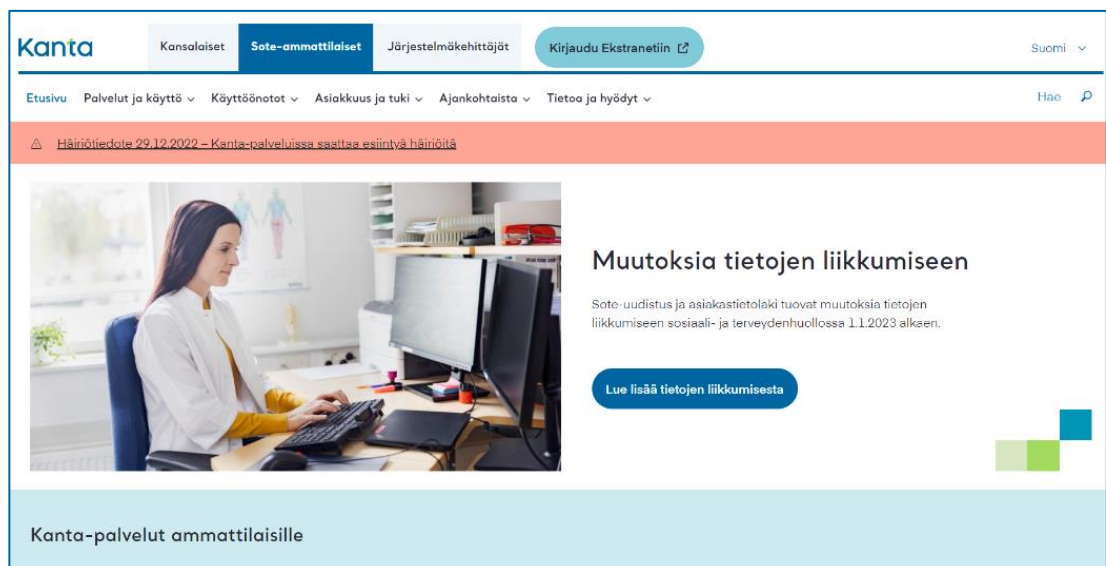 Kanta
Kansalaiset
Sote-ammattilaiset
Järjestelmäkehittäjät
Kirjaudu Ekstranetiin
Suomi
Etusivu
Palvelut ja käyttö
Käyttöönotot
Asiakkuus ja tuki
Ajankohtaista
Tietoa ja hyödyt
Hae
Häiriötiedote 29.12.2022 – Kanta-palveluissa saattaa esiintyä häiriöitä
Muutoksia tietojen liikkumiseen
Sote-uudistus ja asiakastietolaki tuovat muutoksia tietojen
liikkumiseen sosiaali- ja terveydenhuollossa 1.1.2023 alkaen.
Lue lisää tietojen liikkumisesta
Kanta-palvelut ammattilaisille